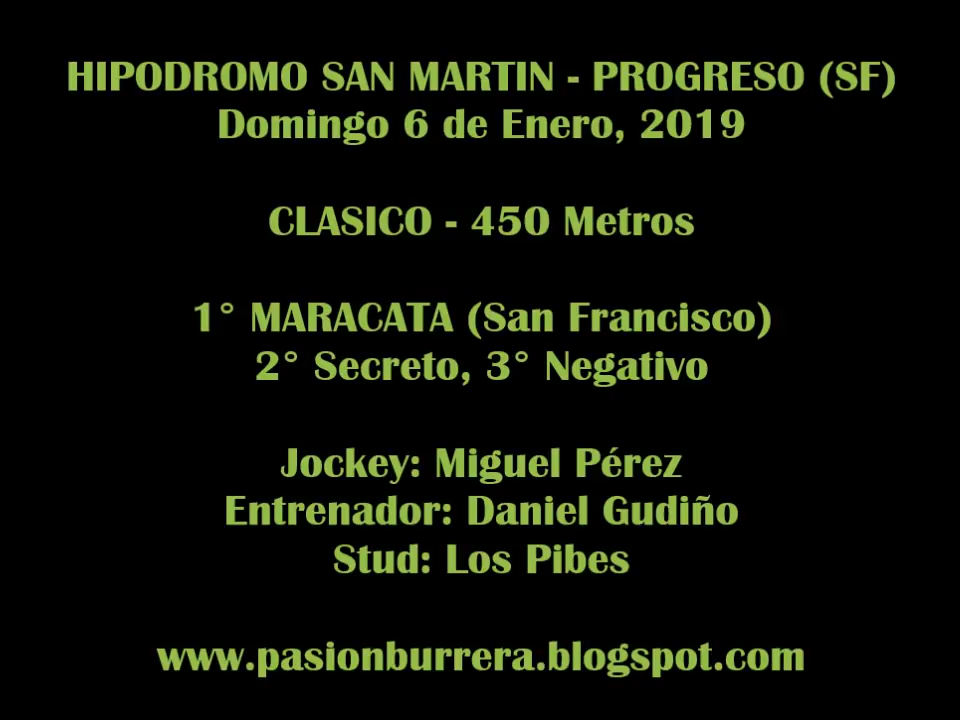 HIPODROMO SAN MARTIN - PROGRESO (SF)
Domingo 6 de Enero, 2019
CLASICO - 450 Metros
1° MARACATA (San Francisco)
2° Secreto, 3° Negativo
Jockey: Miguel Pérez
Entrenador: Daniel Gudiño
Stud: Los Pibes
www.pasionburrera.blogspot.com